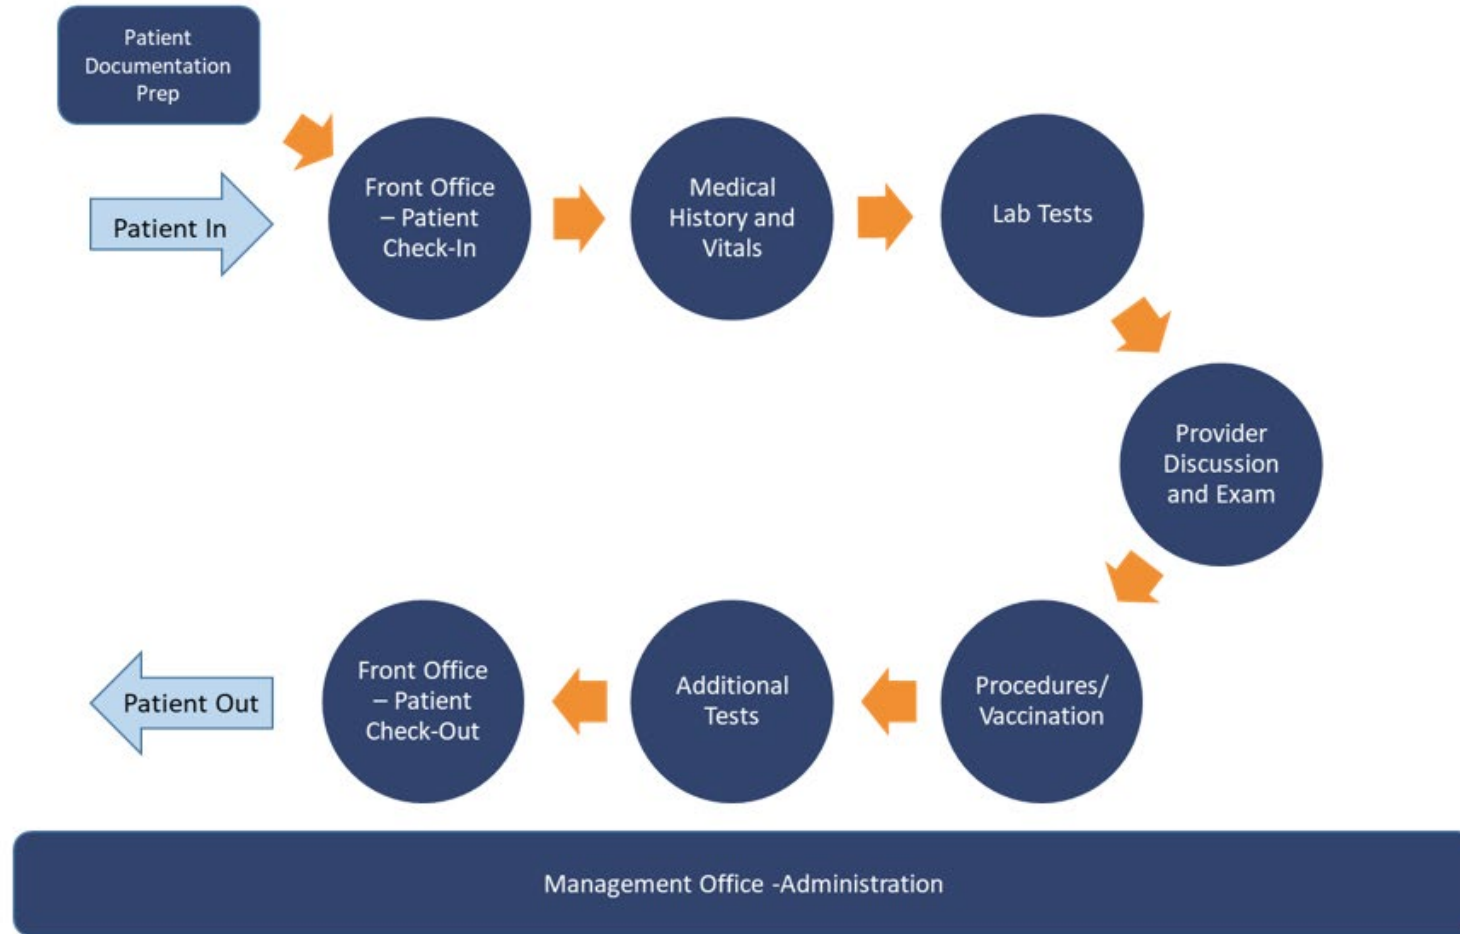 Patient
Documentation
Prep
Patient In
Front Office
– Patient
Check-In
Medical
History and
Vitals
Lab Tests
Provider
Discussion
and Exam
Procedures/
Vaccination
Additional
Tests
Front Office
– Patient
Check-Out
Patient Out
Management Office -Administration